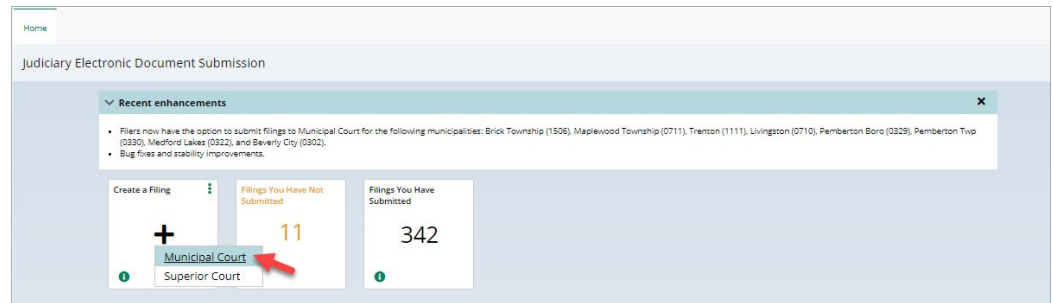 Home
Judiciary Electronic Document Submission
Recent enhancements
Filers now have the option to submit filings to Municipal Court for the following municipalities: Brick Township (1506), Maplewood Township (0711), Trenton (1111), Livingston (0710), Pemberton Boro (0329), Pemberton Twp
(0330), Medford Lakes (0322), and Beverly City (0302).
Bug fixes and stability improvements.
Create a Filing
Municipal Court
Superior Court
Filings You Have Not
Submitted
11
Filings You Have
Submitted
342